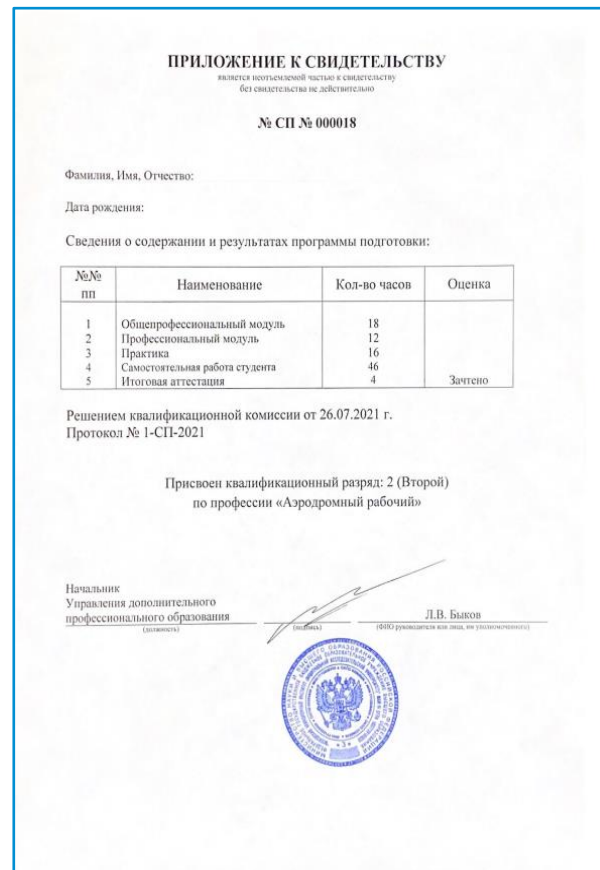 ПРИЛОЖЕНИЕ К СВИДЕТЕЛЬСТВУ
является неотъемлемой частью к свидетельству
без свидетельства не действительно
№ СП № 000018
Фамилия, Имя, Отчество:
Дата рождения:
Сведения о содержании и результатах программы подготовки:
№№ пп Наименование Кол-во часов Оценка
1 Общепрофессиональный модуль 18
2 Профессиональный модуль 12
3 Практика 16
4 Самостоятельная работа студента 46
5 Итоговая аттестация 4 Зачтено
Решением квалификационной комиссии от 26.07.2021 г.
Протокол № 1-СП-2021
Присвоен квалификационный разряд: 2 (Второй)
по профессии «Аэродромный рабочий»
Начальник
Управления дополнительного
профессионального образования Л.В. Быков
(должность) (подпись) (ФИО руководителя или лица, им уполномоченного)